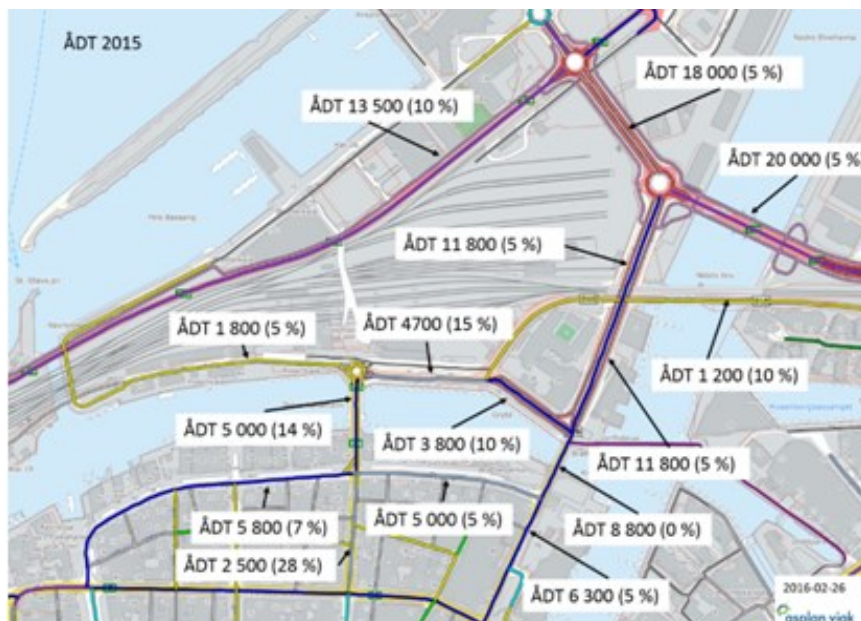 ÅDT 2015
ÅDT 18 000 (5 %)
ÅDT 13 500 (10 %)
ÅDT 20 000 (5 %
ÅDT 11 800 (5 %)
ÅDT 1 800 (5 %)
ÅDT 4700 (15 %)
ÅDT 1 200 (10 %)
ÅDT 5 000 (14 %)
ÅDT 3 800 (10 %)
ÅDT 11 800 (5 %)
ÅDT 5 800 (7 %)
ÅDT 5 000 (5 %)
ÅDT 8 800 (0 %)
ÅDT 2 500 (28 %)
ÅDT 6 300 (5 %)
2016-02-26
asplan viak